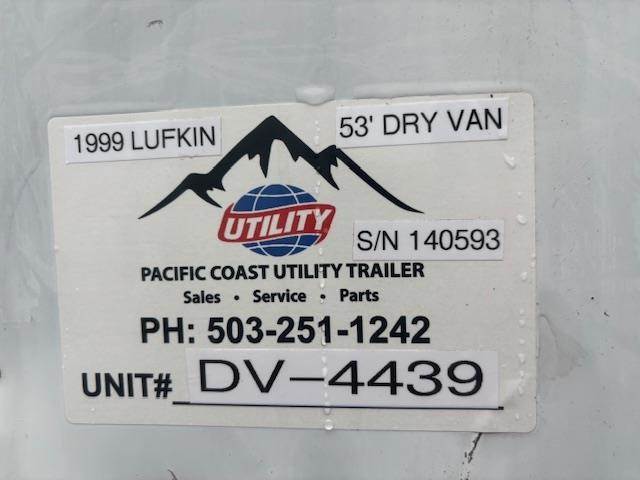 1999 LUFKIN
53' DRY VAN
UTILITY
S/N 140593
PACIFIC COAST UTILITY TRAILER
Sales • Service • Parts
PH: 503-251-1242
UNIT# DV-4439